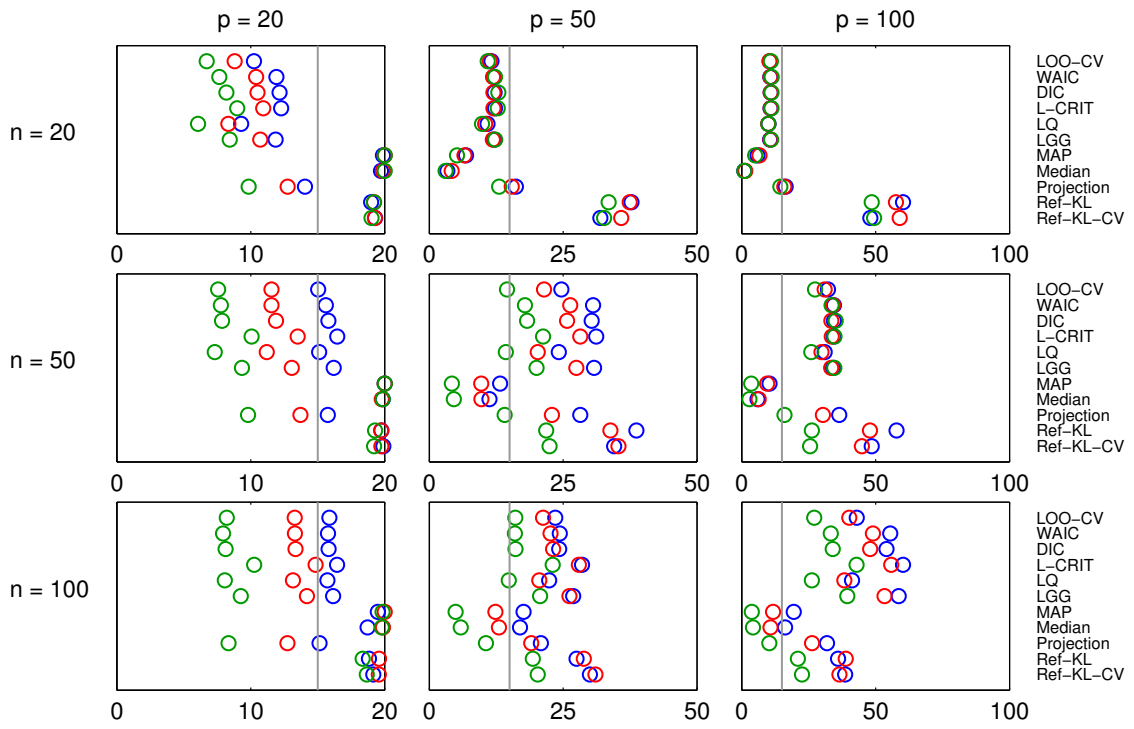 p = 20 p = 50 p = 100
n = 20
LOO−CV
WAIC
DIC
L−CRIT
LQ
LGG
MAP
Median
Projection
Ref−KL
Ref−KL−CV
0 10 20 0 25 50 0 50 100
n = 50
LOO−CV
WAIC
DIC
L−CRIT
LQ
LGG
MAP
Median
Projection
Ref−KL
Ref−KL−CV
0 10 20 0 25 50 0 50 100
n = 100
LOO−CV
WAIC
DIC
L−CRIT
LQ
LGG
MAP
Median
Projection
Ref−KL
Ref−KL−CV
0 10 20 0 25 50 0 50 100